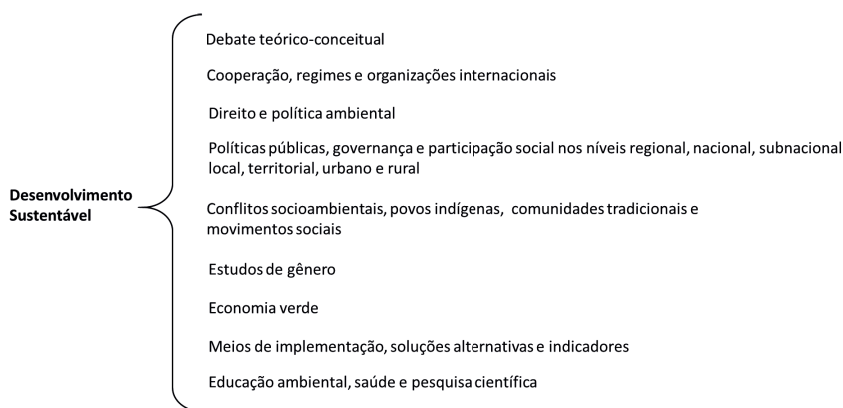 Debate teórico-conceitual
Cooperação, regimes e organizações internacionais
Direito e política ambiental
Políticas públicas, governança e participação social nos níveis regional, nacional, subnacional
local, territorial, urbano e rural
Desenvolvimento
Sustentável
Conflitos socioambientais, povos indígenas, comunidades tradicionais e
movimentos sociais
Estudos de gênero
Economia verde
Meios de implementação, soluções alternativas e indicadores
Educação ambiental, saúde e pesquisa científica